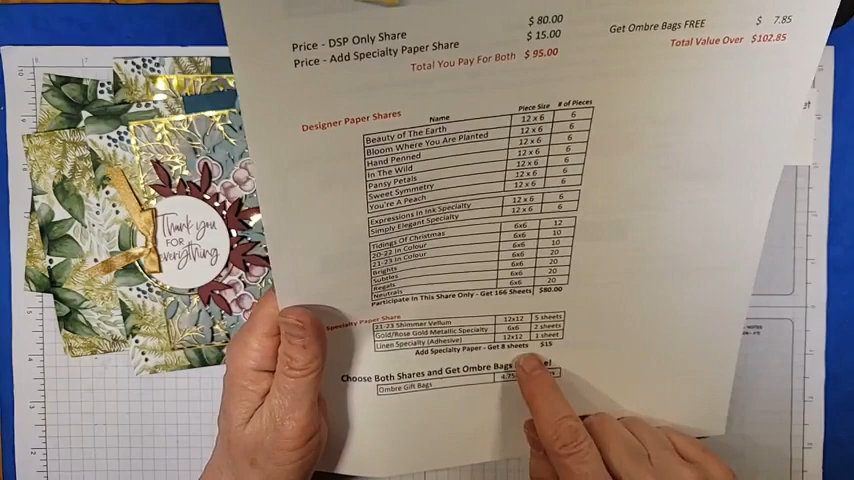 Price - DSP Only Share $ 80.00
Price - Add Specialty Paper Share $ 15.00
Total You Pay For Both $ 95.00
Get Ombre Bags FREE $ 7.85
Total Value Over $102.85
Designer Paper Shares
Name Piece Size # of Pieces
Beauty of The Earth 12 x 6 6
Bloom Where You Are Planted 12 x 6 6
Hand Penned 12 x 6 6
In The Wild 12 x 6 6
Pansy Petals 12 x 6 6
Sweet Symmetry 12 x 6 6
You're A Peach 12 x 6 6
Expressions In Ink Specialty 12 x 6 6
Simply Elegant Specialty 12 x 6 6
Tidings Of Christmas 6x6 12
20-22 In Colour 6x6 10
21-23 In Colour 6x6 10
Brights 6x6 20
Subtles 6x6 20
Regals 6x6 20
Neutrals 6x6 20
Participate In This Share Only - Get 166 Sheets $80.00
Specialty Paper Share
21-23 Shimmer Vellum 12x12 5 sheets
Gold/Rose Gold Metallic Specialty 6x6 2 sheets
Linen Specialty (Adhesive) 12x12 1 sheet
Add Specialty Paper - Get 8 sheets $15
Choose Both Shares and Get Ombre Bags
Ombre Gift Bags 4.75
Thank you
FOR
everything